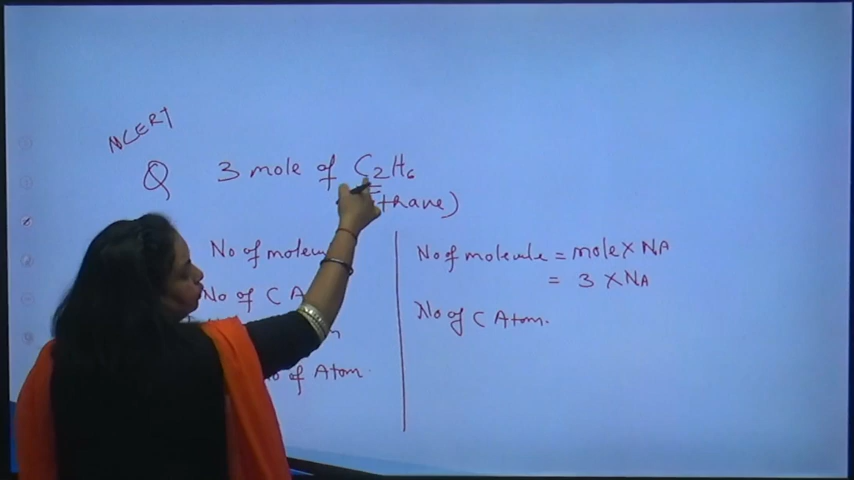 NCERT
Q 3 mole of C2H6
thane)
No of molecu
No of C A
m
o of Atom.
No of molecule = mole x NA
= 3 x NA
No of C Atom.